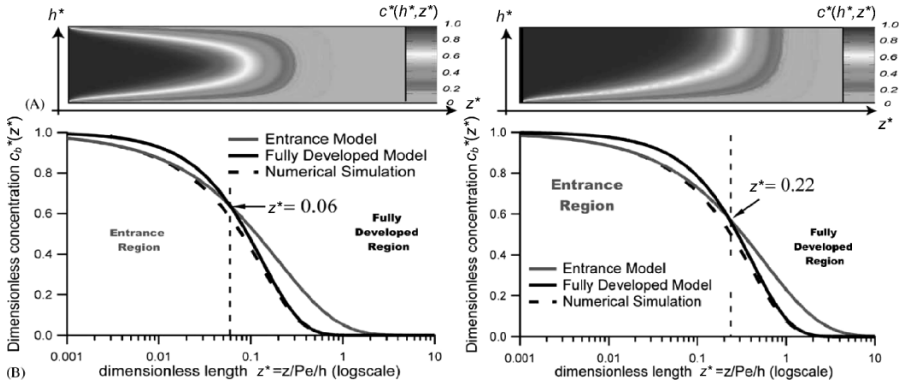 h*
c*(h*,z*)
1.0
0.8
0.6
0.4
0.2
0
(A)
z*
h*
c*(h*,z*)
1.0
0.8
0.6
0.4
0.2
0
z*
Dimensionless concentration c_b*(z*)
1.0
0.8
0.6
0.4
0.2
0.0
Entrance Model
Fully Developed Model
Numerical Simulation
z*= 0.06
Entrance
Region
Fully
Developed
Region
0.001
0.01
0.1
1
10
(B)
dimensionless length z*=z/Pe/h (logscale)
Dimensionless concentration c_b*(z*)
1.0
0.8
0.6
0.4
0.2
0.0
Entrance
Region
z*= 0.22
Fully
Developed
Region
Entrance Model
Fully Developed Model
Numerical Simulation
0.001
0.01
0.1
1
10
dimensionless length z*=z/Pe/h (logscale)